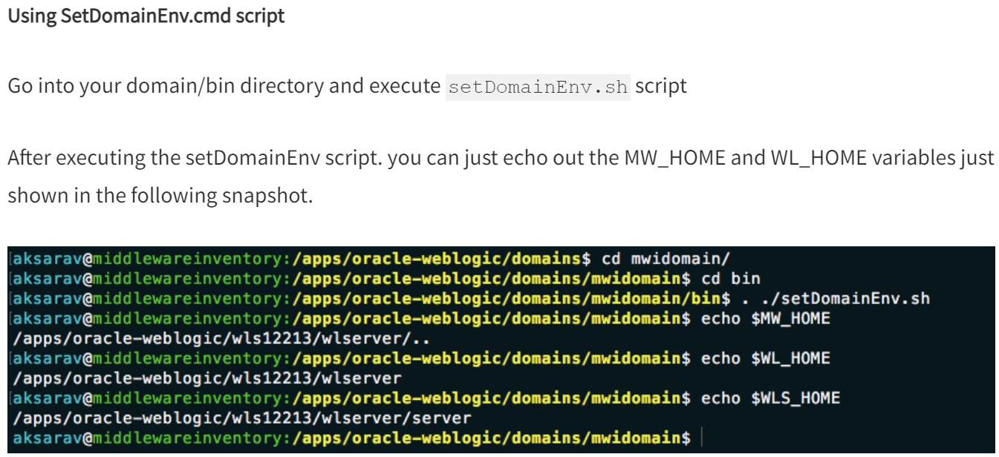 Using SetDomainEnv.cmd script
Go into your domain/bin directory and execute setDomainEnv.sh script
After executing the setDomainEnv script. you can just echo out the MW_HOME and WL_HOME variables just
shown in the following snapshot.
[aksarav@middlewareinventory:/apps/oracle-weblogic/domains$ cd mwidomain/
[aksarav@middlewareinventory:/apps/oracle-weblogic/domains/mwidomain$ cd bin
[aksarav@middlewareinventory:/apps/oracle-weblogic/domains/mwidomain/bin$ . ./setDomainEnv.sh
[aksarav@middlewareinventory:/apps/oracle-weblogic/domains/mwidomain$ echo $MW_HOME
/apps/oracle-weblogic/wls12213/wlserver/..
[aksarav@middlewareinventory:/apps/oracle-weblogic/domains/mwidomain$ echo $WL_HOME
/apps/oracle-weblogic/wls12213/wlserver
[aksarav@middlewareinventory:/apps/oracle-weblogic/domains/mwidomain$ echo $WLS_HOME
/apps/oracle-weblogic/wls12213/wlserver/server
aksarav@middlewareinventory:/apps/oracle-weblogic/domains/mwidomain$